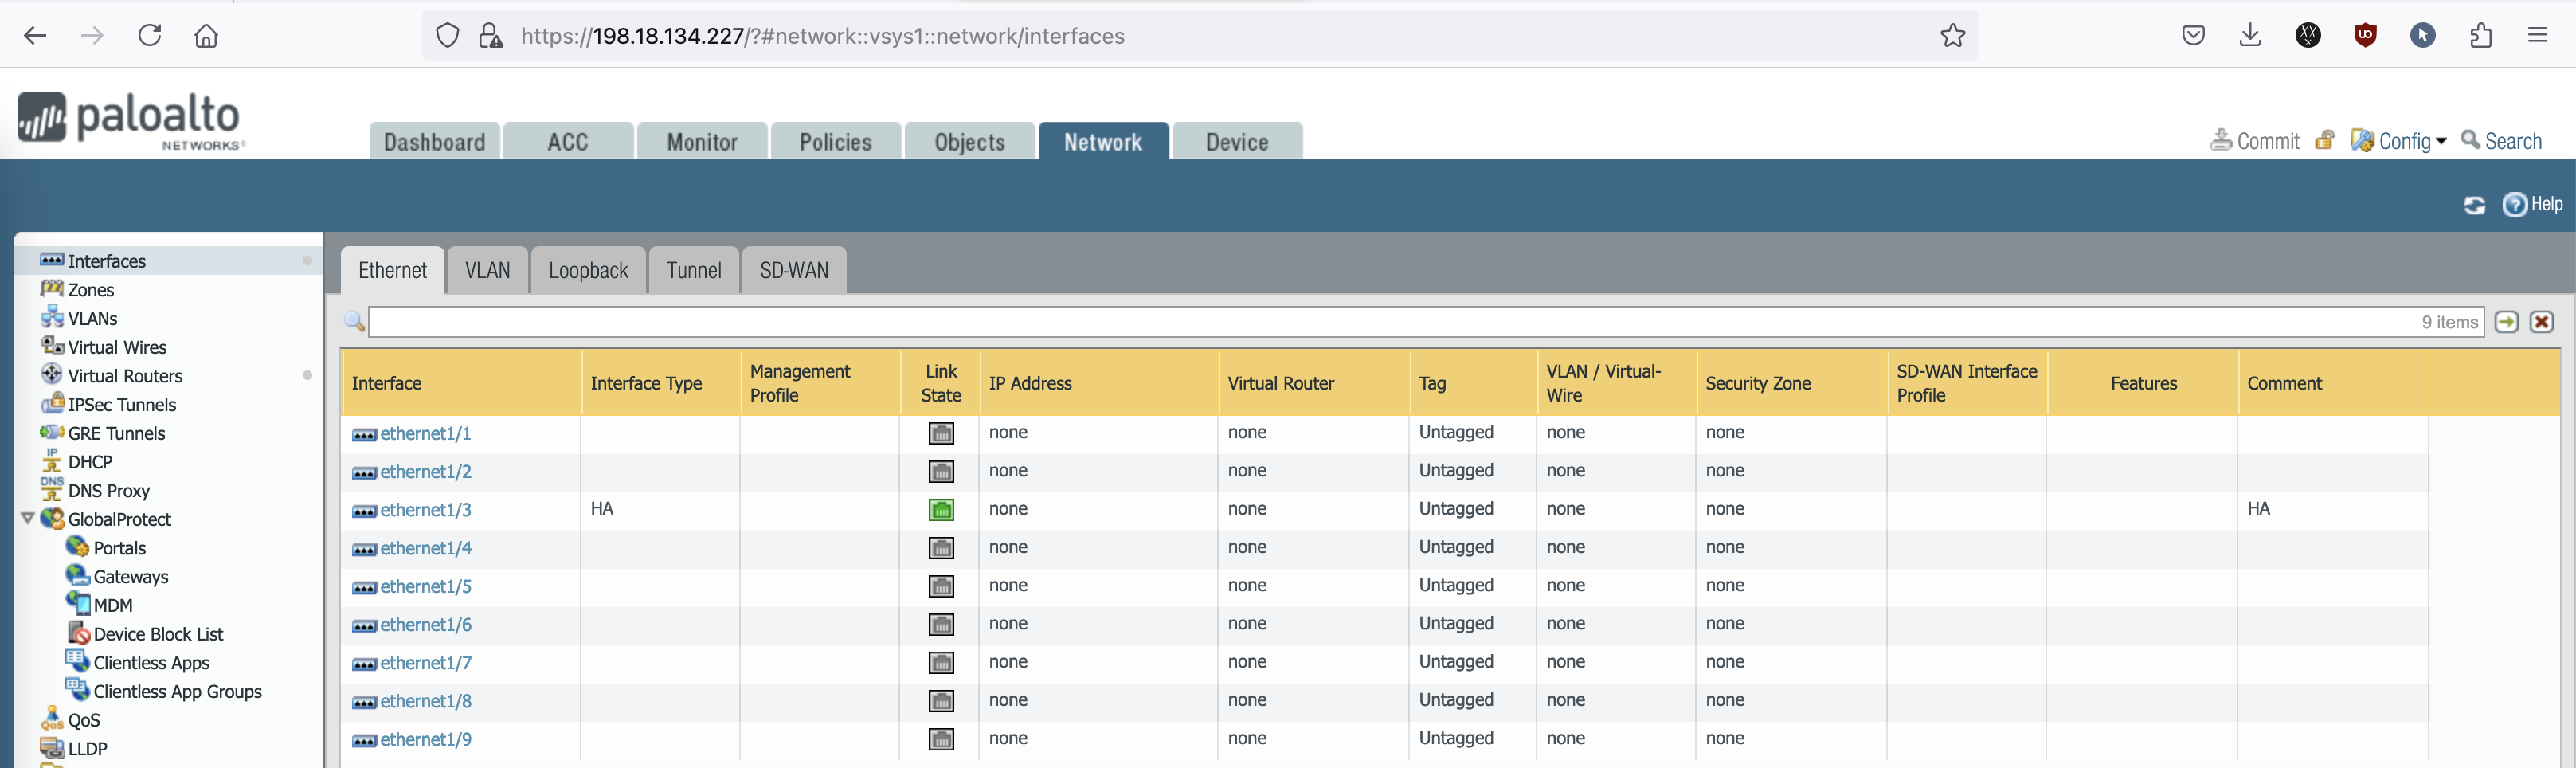 https://198.18.134.227/?#network::vsys1::network/interfaces
paloalto
NETWORKS®
Dashboard ACC Monitor Policies Objects Network Device
Commit Config Search
Help
Interfaces
Zones
VLANs
Virtual Wires
Virtual Routers
IPSec Tunnels
GRE Tunnels
DHCP
DNS Proxy
GlobalProtect
Portals
Gateways
MDM
Device Block List
Clientless Apps
Clientless App Groups
QoS
LLDP
Ethernet VLAN Loopback Tunnel SD-WAN
9 items
Interface Interface Type Management Profile Link State IP Address Virtual Router Tag VLAN / Virtual-Wire Security Zone SD-WAN Interface Profile Features Comment
ethernet1/1 none none Untagged none none
ethernet1/2 none none Untagged none none
ethernet1/3 HA none none Untagged none none HA
ethernet1/4 none none Untagged none none
ethernet1/5 none none Untagged none none
ethernet1/6 none none Untagged none none
ethernet1/7 none none Untagged none none
ethernet1/8 none none Untagged none none
ethernet1/9 none none Untagged none none